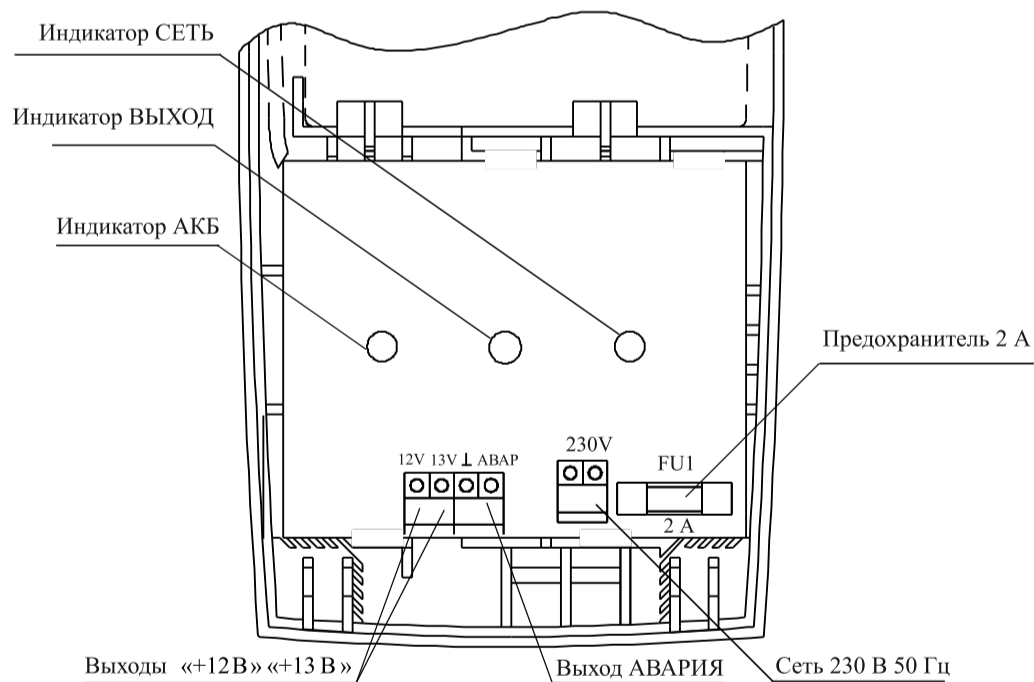 Индикатор СЕТЬ
Индикатор ВЫХОД
Индикатор АКБ
Предохранитель 2 А
230V
12V 13V ⊥ АВАР
FU1
2 А
Выходы «+12В» «+13 В»
Выход АВАРИЯ
Сеть 230 В 50 Гц